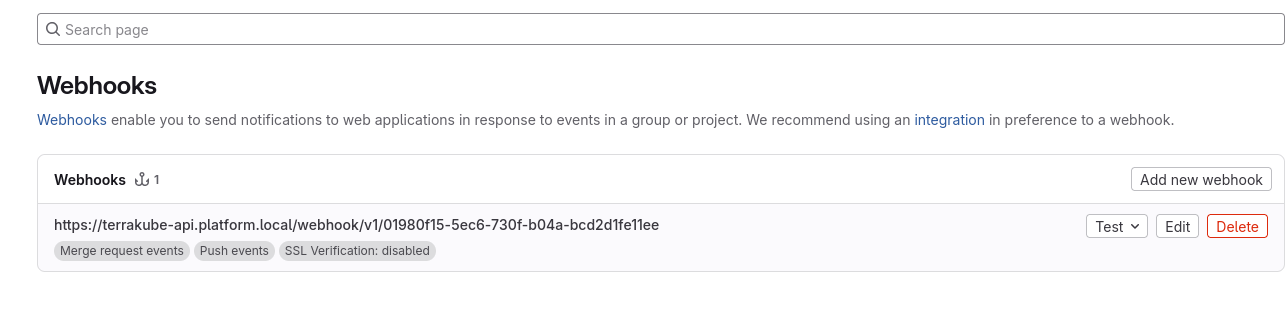 Search page
Webhooks
Webhooks enable you to send notifications to web applications in response to events in a group or project. We recommend using an integration in preference to a webhook.
Webhooks 1 Add new webhook
https://terrakube-api.platform.local/webhook/v1/01980f15-5ec6-730f-b04a-bcd2d1fe11ee Test Edit Delete
Merge request events Push events SSL Verification: disabled